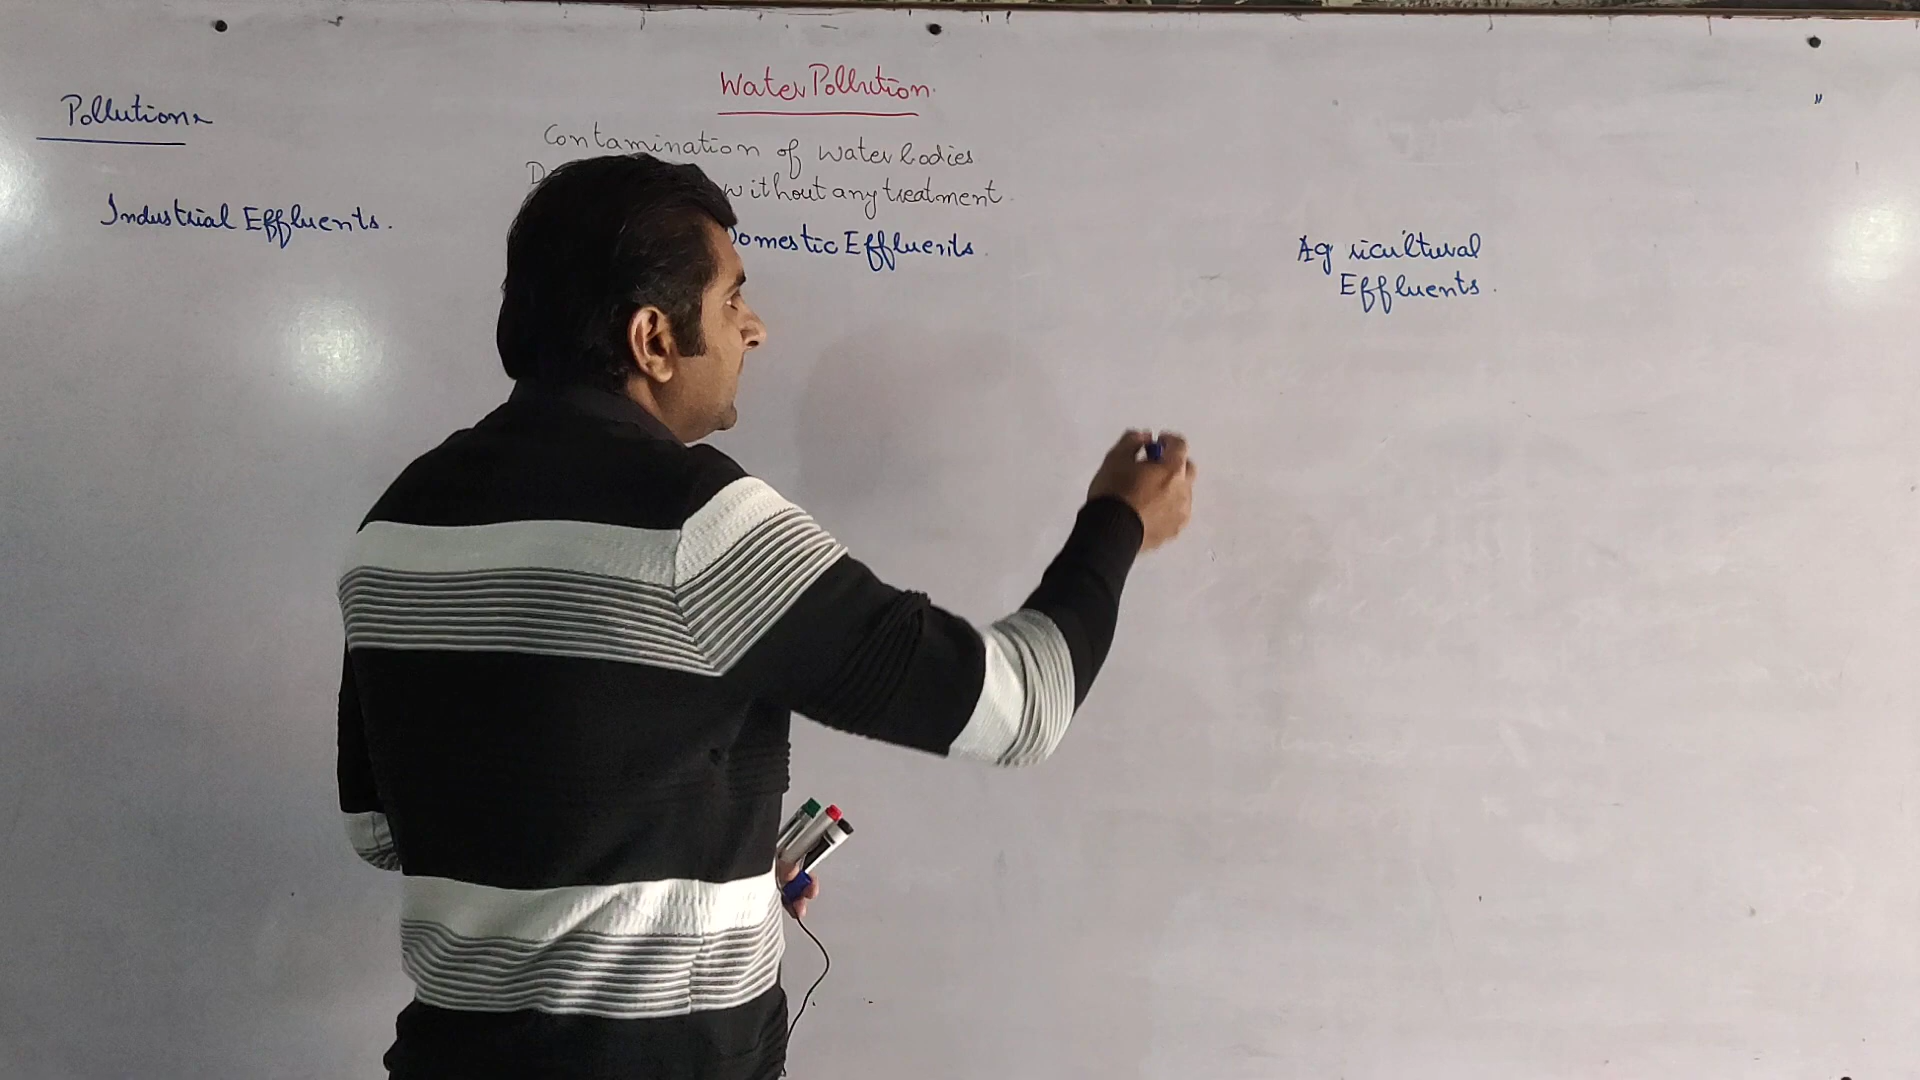 Water Pollution.
Pollution
Contamination of water bodies
without any treatment.
Industrial Effluents.
Domestic Effluents.
Agricultural
Effluents.